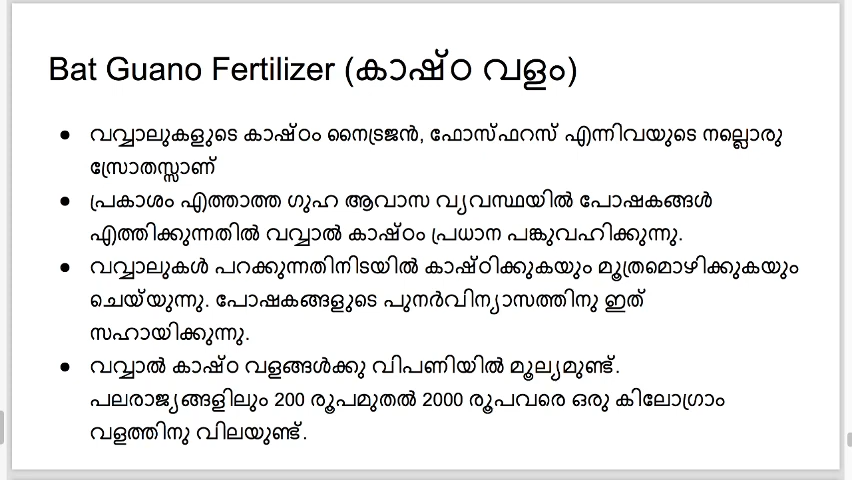 Bat Guano Fertilizer (കാഷ്ഠ വളം)
● വവ്വാലുകളുടെ കാഷ്ഠം നൈട്രജൻ, ഫോസ്ഫറസ് എന്നിവയുടെ നല്ലൊരു
സ്രോതസ്സാണ്
● പ്രകാശം എത്താത്ത ഗുഹ ആവാസ വ്യവസ്ഥയിൽ പോഷകങ്ങൾ
എത്തിക്കുന്നതിൽ വവ്വാൽ കാഷ്ഠം പ്രധാന പങ്കുവഹിക്കുന്നു.
● വവ്വാലുകൾ പറക്കുന്നതിനിടയിൽ കാഷ്ഠിക്കുകയും മൂത്രമൊഴിക്കുകയും
ചെയ്യുന്നു. പോഷകങ്ങളുടെ പുനർവിന്യാസത്തിനു ഇത്
സഹായിക്കുന്നു.
● വവ്വാൽ കാഷ്ഠ വളങ്ങൾക്കു വിപണിയിൽ മൂല്യമുണ്ട്.
പലരാജ്യങ്ങളിലും 200 രൂപമുതൽ 2000 രൂപവരെ ഒരു കിലോഗ്രാം
വളത്തിനു വിലയുണ്ട്.